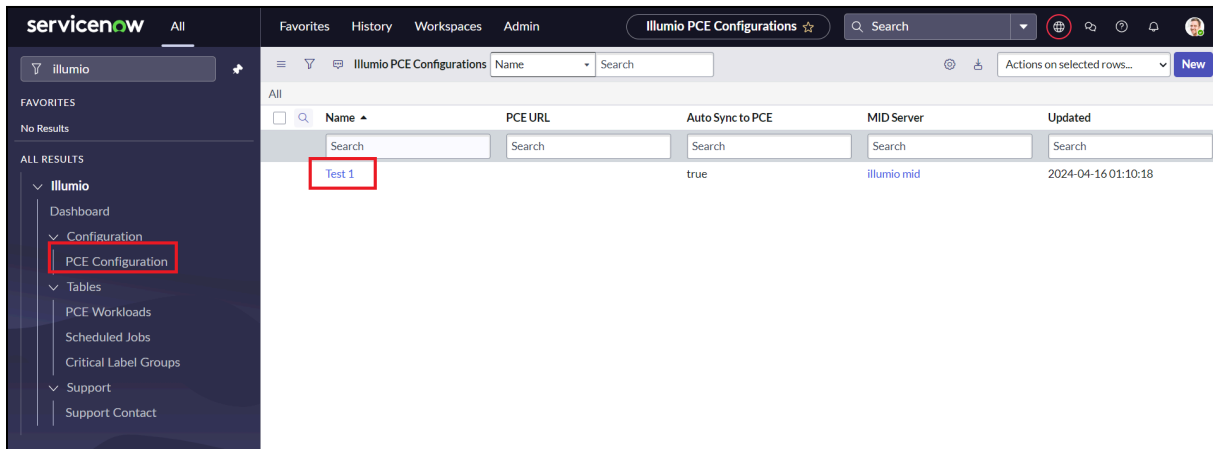 servicenow All Favorites History Workspaces Admin Illumio PCE Configurations Search
illumio
FAVORITES
No Results
ALL RESULTS
Illumio
Dashboard
Configuration
PCE Configuration
Tables
PCE Workloads
Scheduled Jobs
Critical Label Groups
Support
Support Contact
Illumio PCE Configurations Name Search Actions on selected rows... New
All
Name PCE URL Auto Sync to PCE MID Server Updated
Search Search Search Search Search
Test 1 true illumio mid 2024-04-16 01:10:18